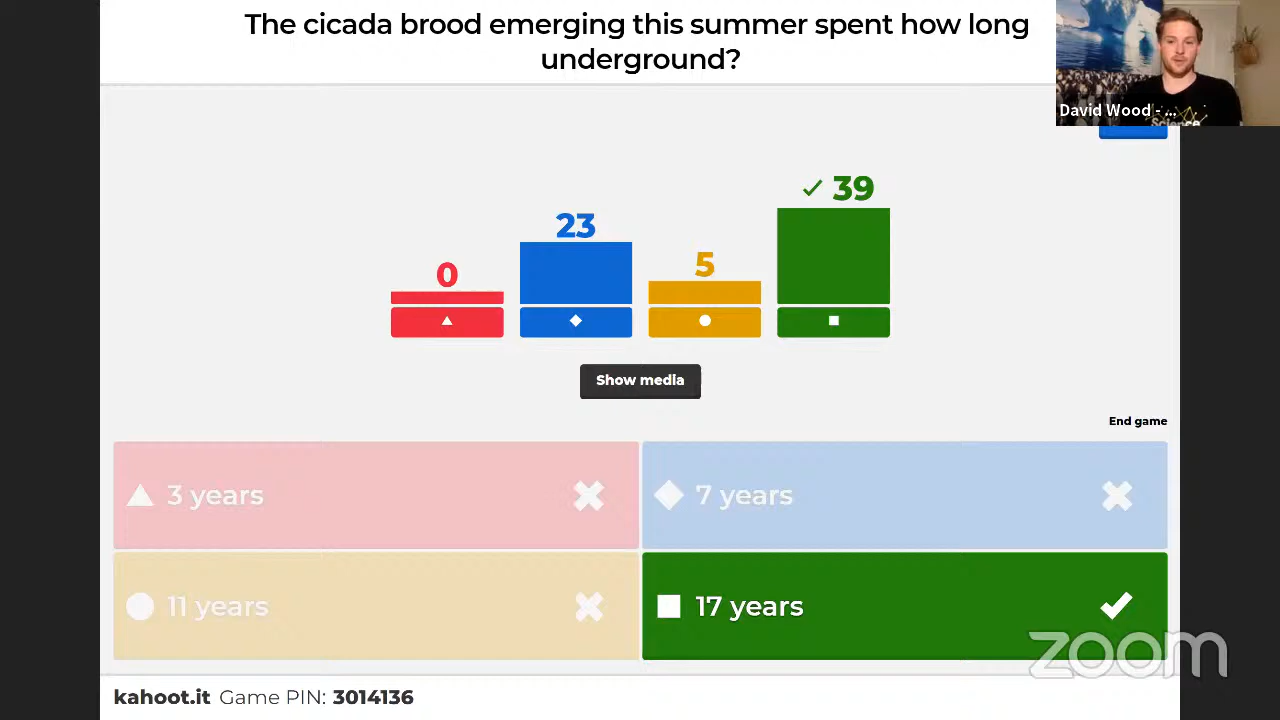 The cicada brood emerging this summer spent how long
underground?
David Wood - ...
Science
0
23
5
39
Show media
End game
3 years
7 years
11 years
17 years
zoom
kahoot.it Game PIN: 3014136